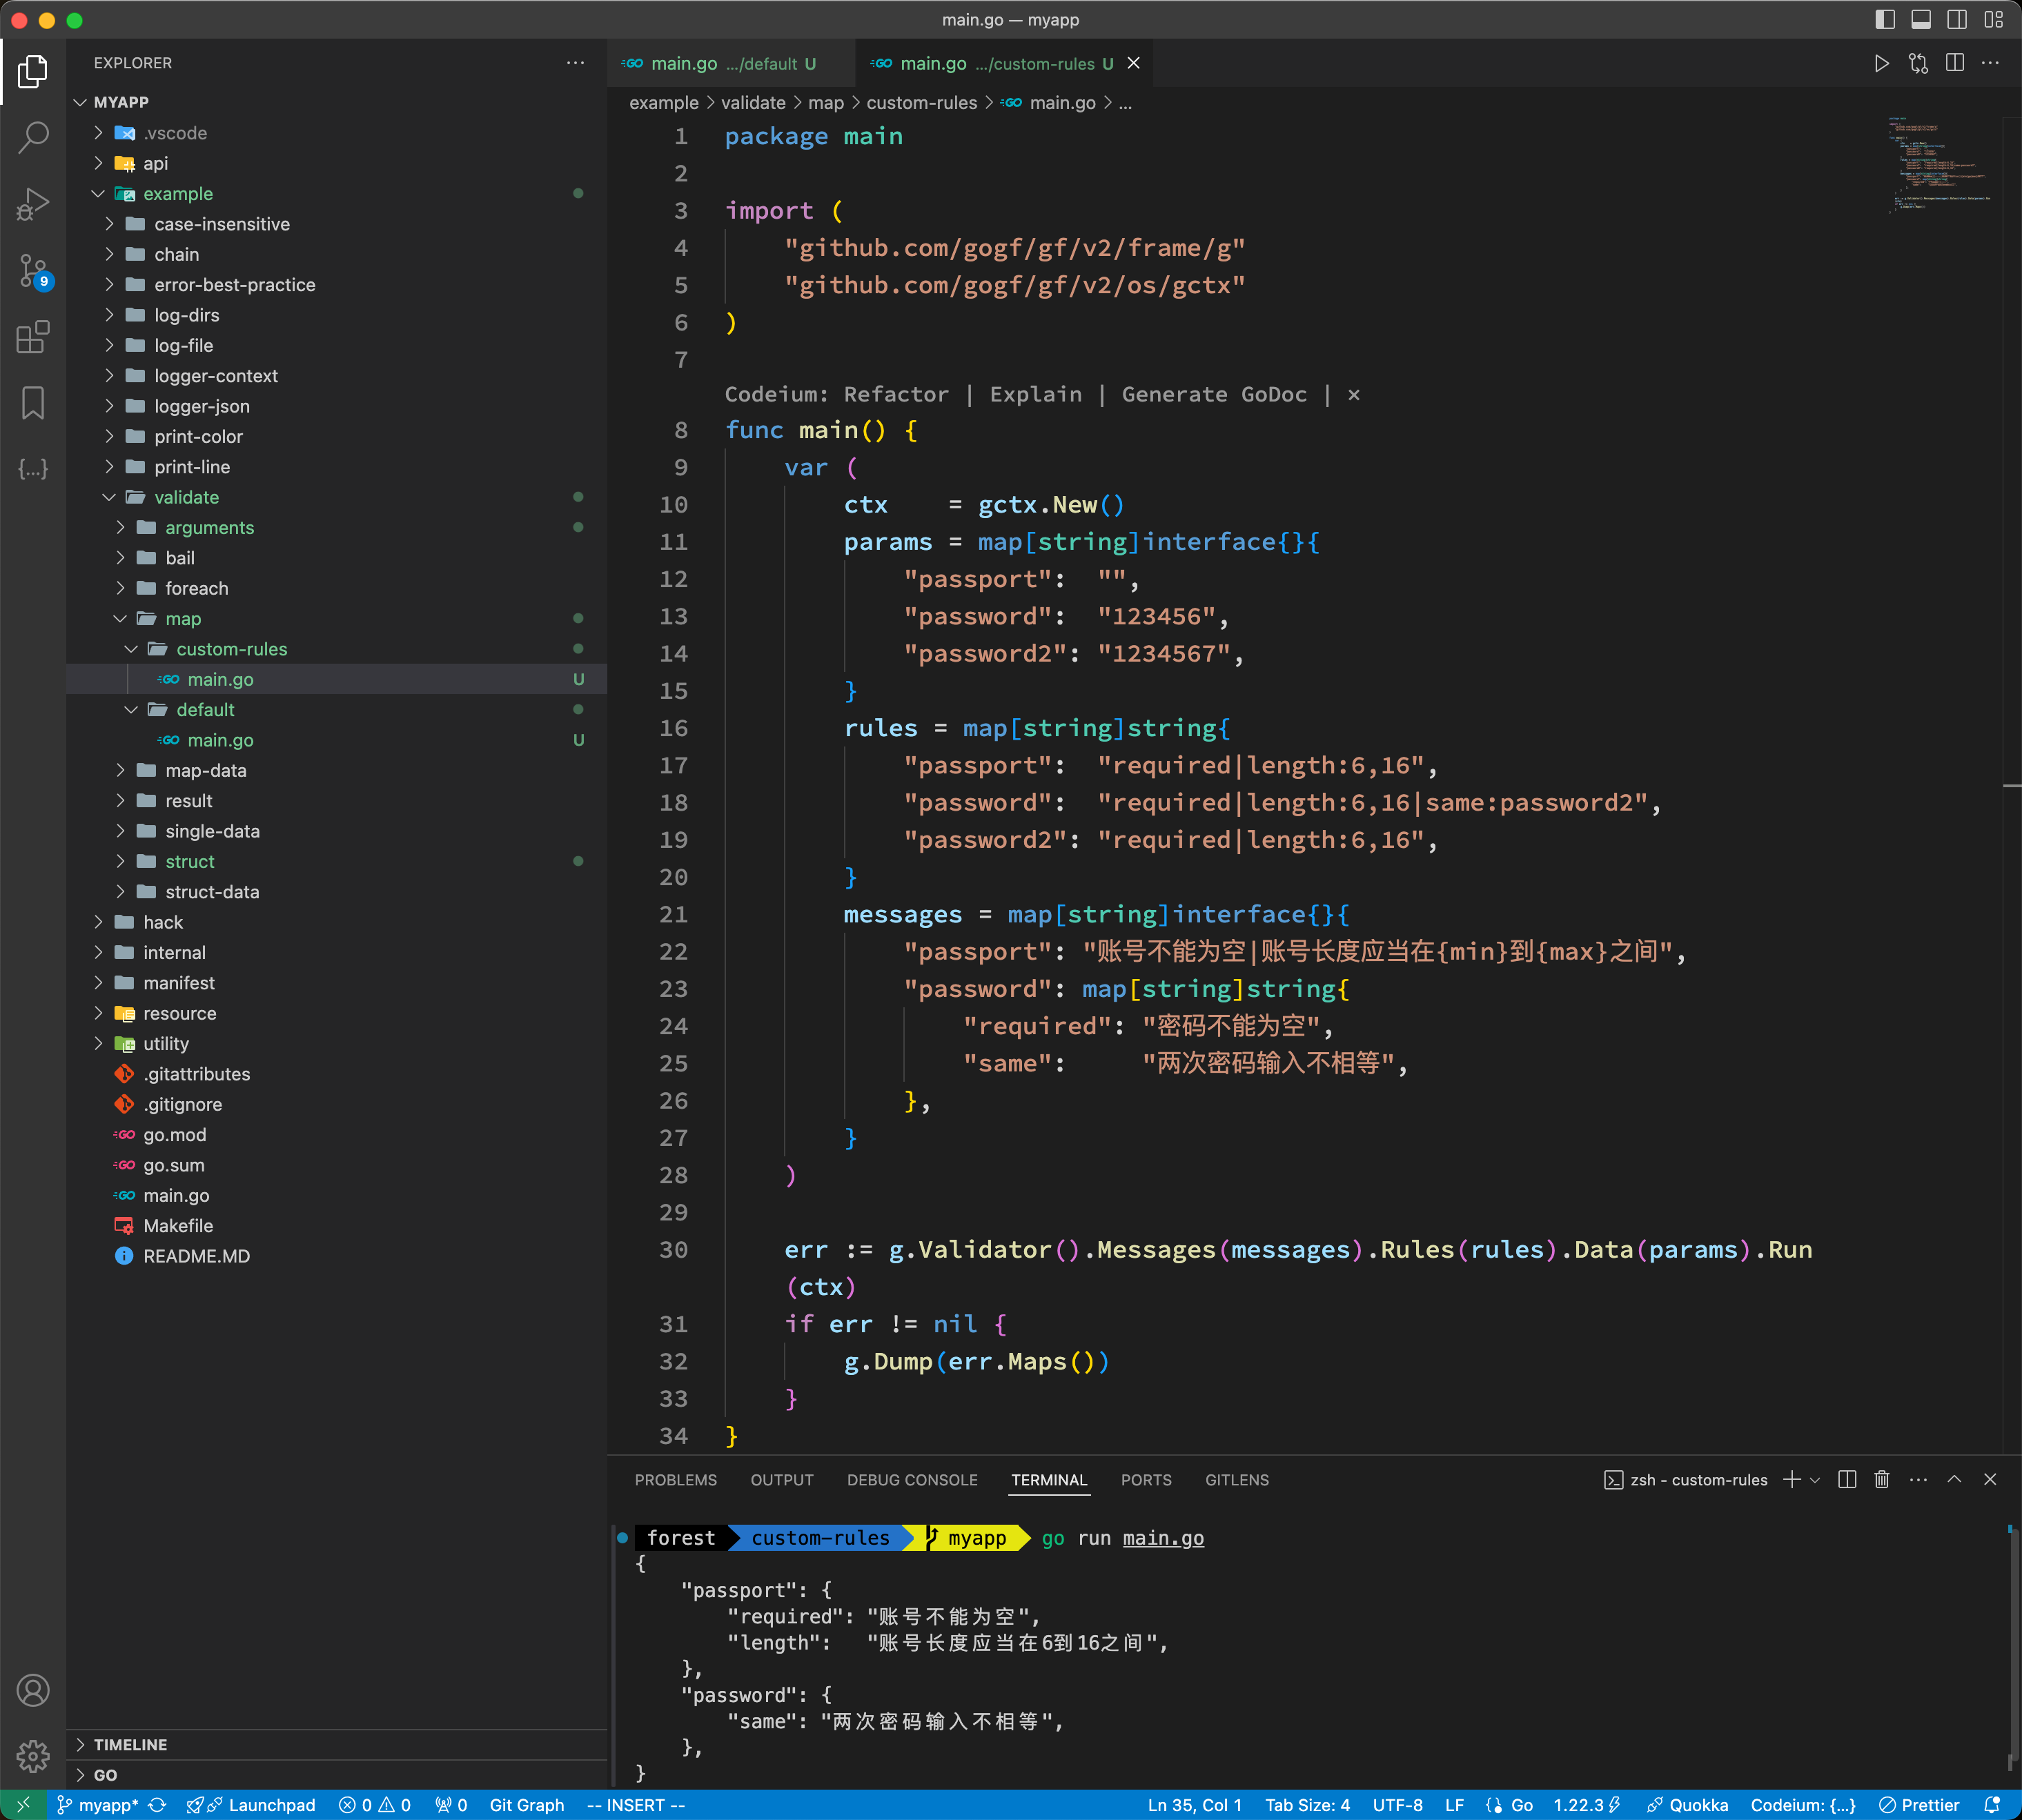 main.go — myapp
EXPLORER
MYAPP
.vscode
api
example
case-insensitive
chain
error-best-practice
log-dirs
log-file
logger-context
logger-json
print-color
print-line
validate
arguments
bail
foreach
map
custom-rules
main.go U
default
main.go U
map-data
result
single-data
struct
struct-data
hack
internal
manifest
resource
utility
.gitattributes
.gitignore
go.mod
go.sum
main.go
Makefile
README.MD
TIMELINE
GO
9
main.go .../default U
main.go .../custom-rules U
example > validate > map > custom-rules > main.go > ...
1 package main
2
3 import (
4 "github.com/gogf/gf/v2/frame/g"
5 "github.com/gogf/gf/v2/os/gctx"
6 )
7
Codeium: Refactor | Explain | Generate GoDoc | ×
8 func main() {
9 var (
10 ctx    = gctx.New()
11 params = map[string]interface{}{
12 "passport":  "",
13 "password":  "123456",
14 "password2": "1234567",
15 }
16 rules = map[string]string{
17 "passport":  "required|length:6,16",
18 "password":  "required|length:6,16|same:password2",
19 "password2": "required|length:6,16",
20 }
21 messages = map[string]interface{}{
22 "passport": "账号不能为空|账号长度应当在{min}到{max}之间",
23 "password": map[string]string{
24 "required": "密码不能为空",
25 "same":     "两次密码输入不相等",
26 },
27 }
28 )
29
30 err := g.Validator().Messages(messages).Rules(rules).Data(params).Run
(ctx)
31 if err != nil {
32 g.Dump(err.Maps())
33 }
34 }
PROBLEMS OUTPUT DEBUG CONSOLE TERMINAL PORTS GITLENS
zsh - custom-rules
forest custom-rules myapp go run main.go
{
"passport": {
"required": "账号不能为空",
"length":   "账号长度应当在6到16之间",
},
"password": {
"same": "两次密码输入不相等",
},
}
myapp* Launchpad 0 0 0 Git Graph -- INSERT -- Ln 35, Col 1 Tab Size: 4 UTF-8 LF Go 1.22.3 Quokka Codeium: {...} Prettier